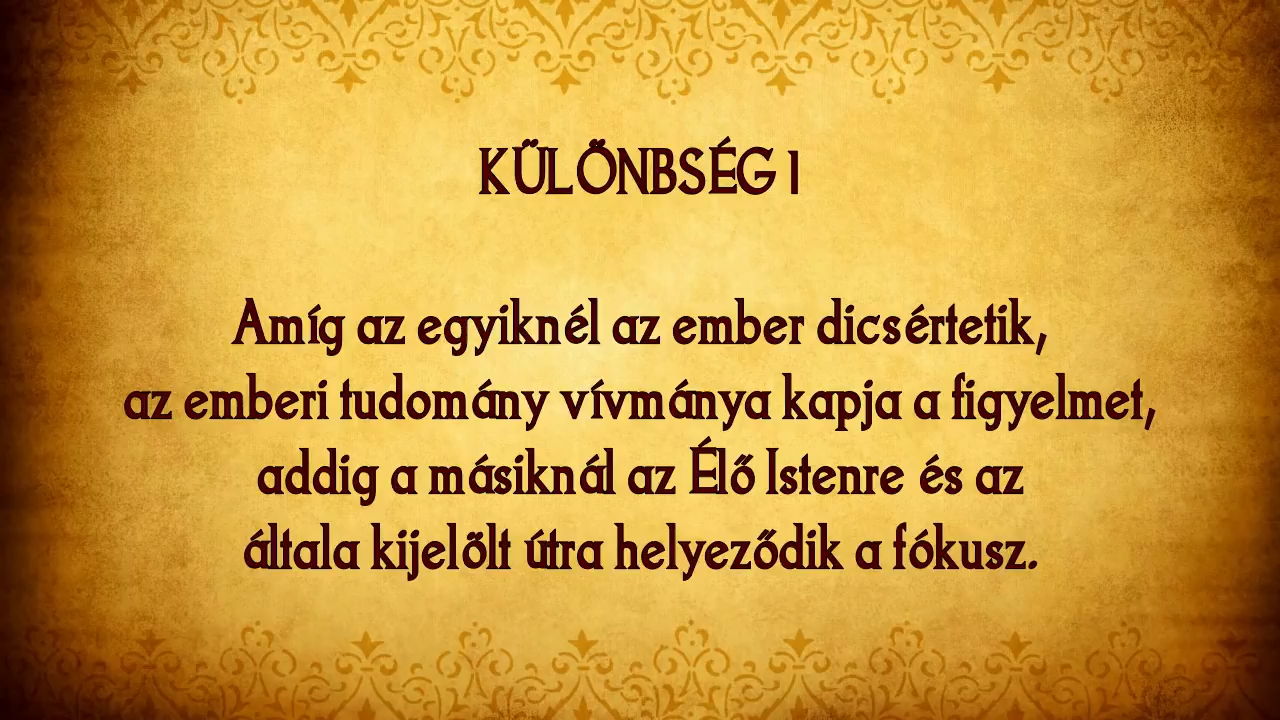 KÜLÖNBSÉG 1
Amíg az egyiknél az ember dicsértetik,
az emberi tudomány vívmánya kapja a figyelmet,
addig a másiknál az Élő Istenre és az
általa kijelölt útra helyeződik a fókusz.